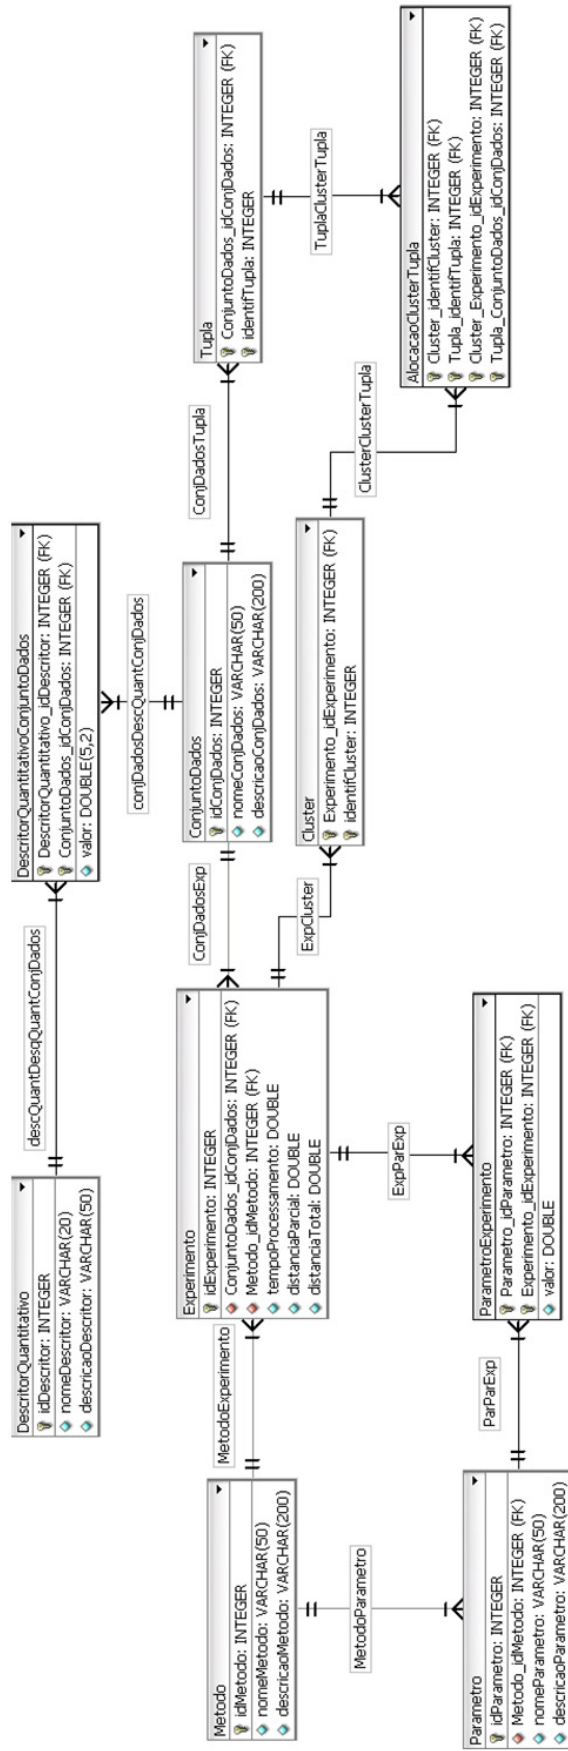 DescritorQuantitativo
idDescritor: INTEGER
nomeDescritor: VARCHAR(20)
descricaoDescritor: VARCHAR(50)
descQuantDesqQuantConjDados
DescritorQuantitativoConjuntoDados
DescritorQuantitativo_idDescritor: INTEGER (FK)
ConjuntoDados_idConjDados: INTEGER (FK)
valor: DOUBLE(5,2)
conjDadosDescQuantConjDados
Metodo
idMetodo: INTEGER
nomeMetodo: VARCHAR(50)
descricaoMetodo: VARCHAR(200)
MetodoExperimento
Experimento
idExperimento: INTEGER
ConjuntoDados_idConjDados: INTEGER (FK)
Metodo_idMetodo: INTEGER (FK)
tempoProcessamento: DOUBLE
distanciaParcial: DOUBLE
distanciaTotal: DOUBLE
ConjDadosExp
ConjuntoDados
idConjDados: INTEGER
nomeConjDados: VARCHAR(50)
descricaoConjDados: VARCHAR(200)
ConjDadosTupla
Tupla
ConjuntoDados_idConjDados: INTEGER (FK)
identifTupla: INTEGER
MetodoParametro
ExpParExp
ExpCluster
Cluster
Experimento_idExperimento: INTEGER (FK)
identifCluster: INTEGER
ClusterClusterTupla
TuplaClusterTupla
Parametro
idParametro: INTEGER
Metodo_idMetodo: INTEGER (FK)
nomeParametro: VARCHAR(50)
descricaoParametro: VARCHAR(200)
ParParExp
ParametroExperimento
Parametro_idParametro: INTEGER (FK)
Experimento_idExperimento: INTEGER (FK)
valor: DOUBLE
AlocacaoClusterTupla
Cluster_identifCluster: INTEGER (FK)
Tupla_identifTupla: INTEGER (FK)
Cluster_Experimento_idExperimento: INTEGER (FK)
Tupla_ConjuntoDados_idConjDados: INTEGER (FK)